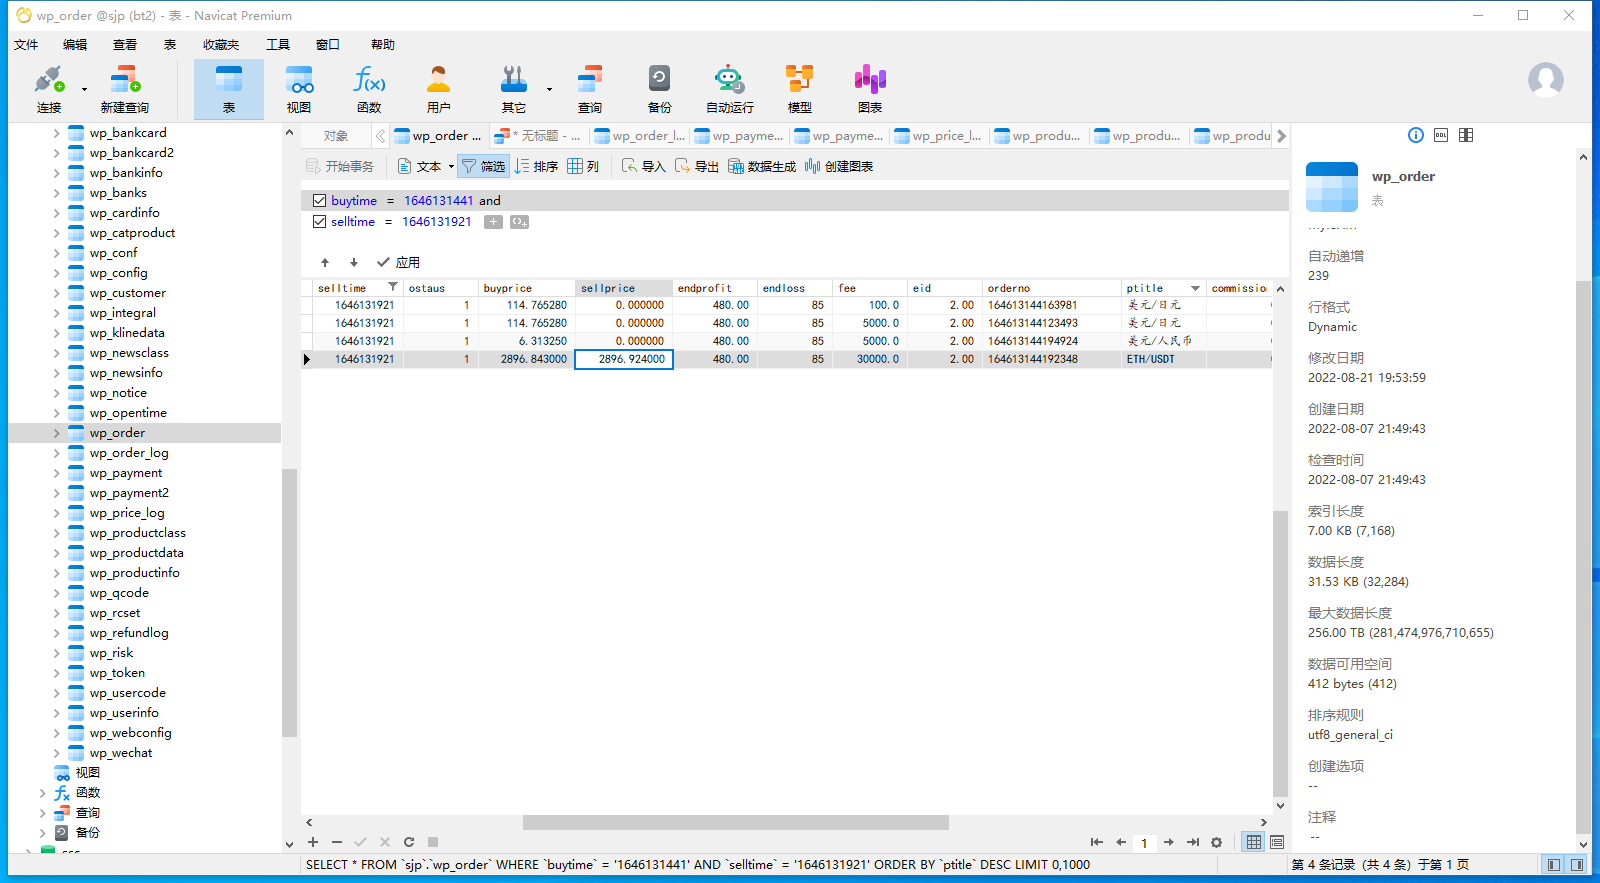 wp_order @sjp (bt2) - 表 - Navicat Premium
文件 编辑 查看 表 收藏夹 工具 窗口 帮助
连接 新建查询 表 视图 函数 用户 其它 查询 备份 自动运行 模型 图表
wp_bankcard
wp_bankcard2
wp_bankinfo
wp_banks
wp_cardinfo
wp_catproduct
wp_conf
wp_config
wp_customer
wp_integral
wp_klinedata
wp_newsclass
wp_newsinfo
wp_notice
wp_opentime
wp_order
wp_order_log
wp_payment
wp_payment2
wp_price_log
wp_productclass
wp_productdata
wp_productinfo
wp_qcode
wp_rcset
wp_refundlog
wp_risk
wp_token
wp_usercode
wp_userinfo
wp_webconfig
wp_wechat
视图
函数
查询
备份
对象 wp_order ... * 无标题 - ... wp_order_l... wp_payme... wp_payme... wp_price_l... wp_produ... wp_produ... wp_produ
开始事务 文本 筛选 排序 列 导入 导出 数据生成 创建图表
buytime = 1646131441 and
selltime = 1646131921
应用
selltime ostaus buyprice sellprice endprofit endloss fee eid orderno ptitle commission
1646131921 1 114.765280 0.000000 480.00 85 100.0 2.00 164613144163981 美元/日元
1646131921 1 114.765280 0.000000 480.00 85 5000.0 2.00 164613144123493 美元/日元
1646131921 1 6.313250 0.000000 480.00 85 5000.0 2.00 164613144194924 美元/人民币
1646131921 1 2896.843000 2896.924000 480.00 85 30000.0 2.00 164613144192348 ETH/USDT
1
SELECT * FROM `sjp`.`wp_order` WHERE `buytime` = '1646131441' AND `selltime` = '1646131921' ORDER BY `ptitle` DESC LIMIT 0,1000
第 4 条记录 (共 4 条) 于第 1 页
DDL
wp_order
表
自动递增
239
行格式
Dynamic
修改日期
2022-08-21 19:53:59
创建日期
2022-08-07 21:49:43
检查时间
2022-08-07 21:49:43
索引长度
7.00 KB (7,168)
数据长度
31.53 KB (32,284)
最大数据长度
256.00 TB (281,474,976,710,655)
数据可用空间
412 bytes (412)
排序规则
utf8_general_ci
创建选项
--
注释
--